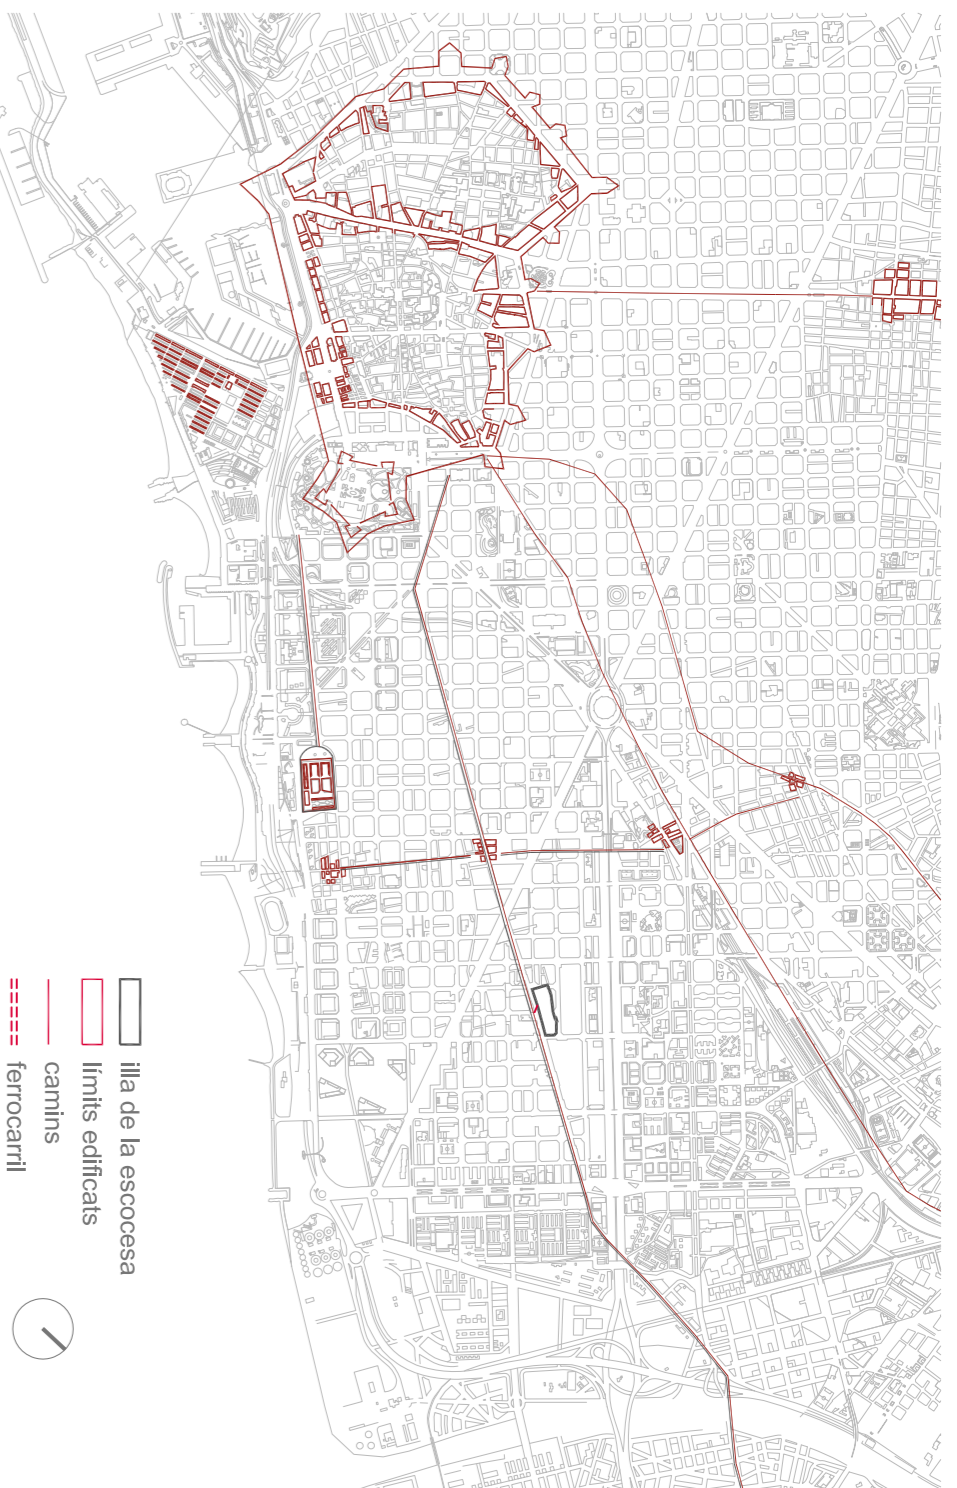 illa de la escocesa
límits edificats
camins
ferrocarril